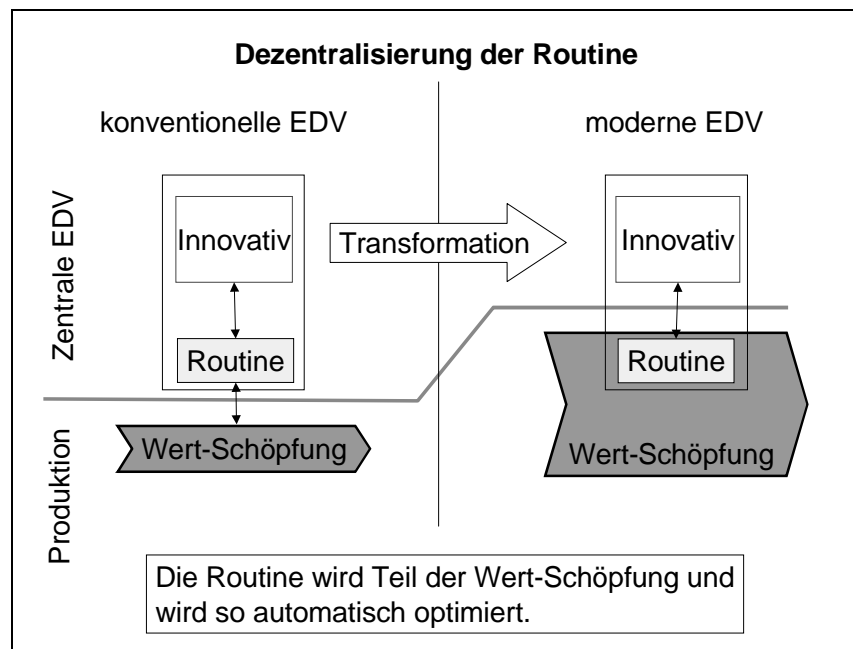 Dezentralisierung der Routine
konventionelle EDV
moderne EDV
Zentrale EDV
Innovativ
Transformation
Innovativ
Routine
Routine
Produktion
Wert-Schöpfung
Wert-Schöpfung
Die Routine wird Teil der Wert-Schöpfung und
wird so automatisch optimiert.